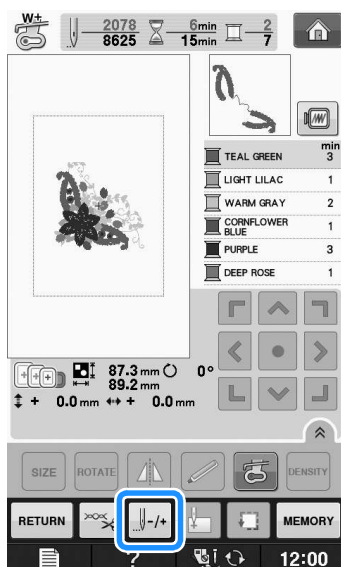 W+
2078 6min 2
8625 15min 7
min
TEAL GREEN 3
LIGHT LILAC 1
WARM GRAY 2
CORNFLOWER
BLUE 1
PURPLE 3
DEEP ROSE 1
87.3 mm 0°
89.2 mm
+ 0.0 mm + 0.0 mm
SIZE ROTATE DENSITY
RETURN -/+ MEMORY
? 12:00